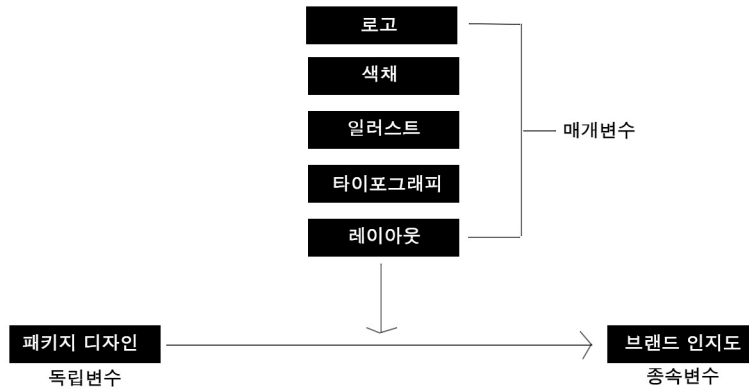 로고
색채
일러스트
매개변수
타이포그래피
레이아웃
패키지 디자인
브랜드 인지도
독립변수
종속변수